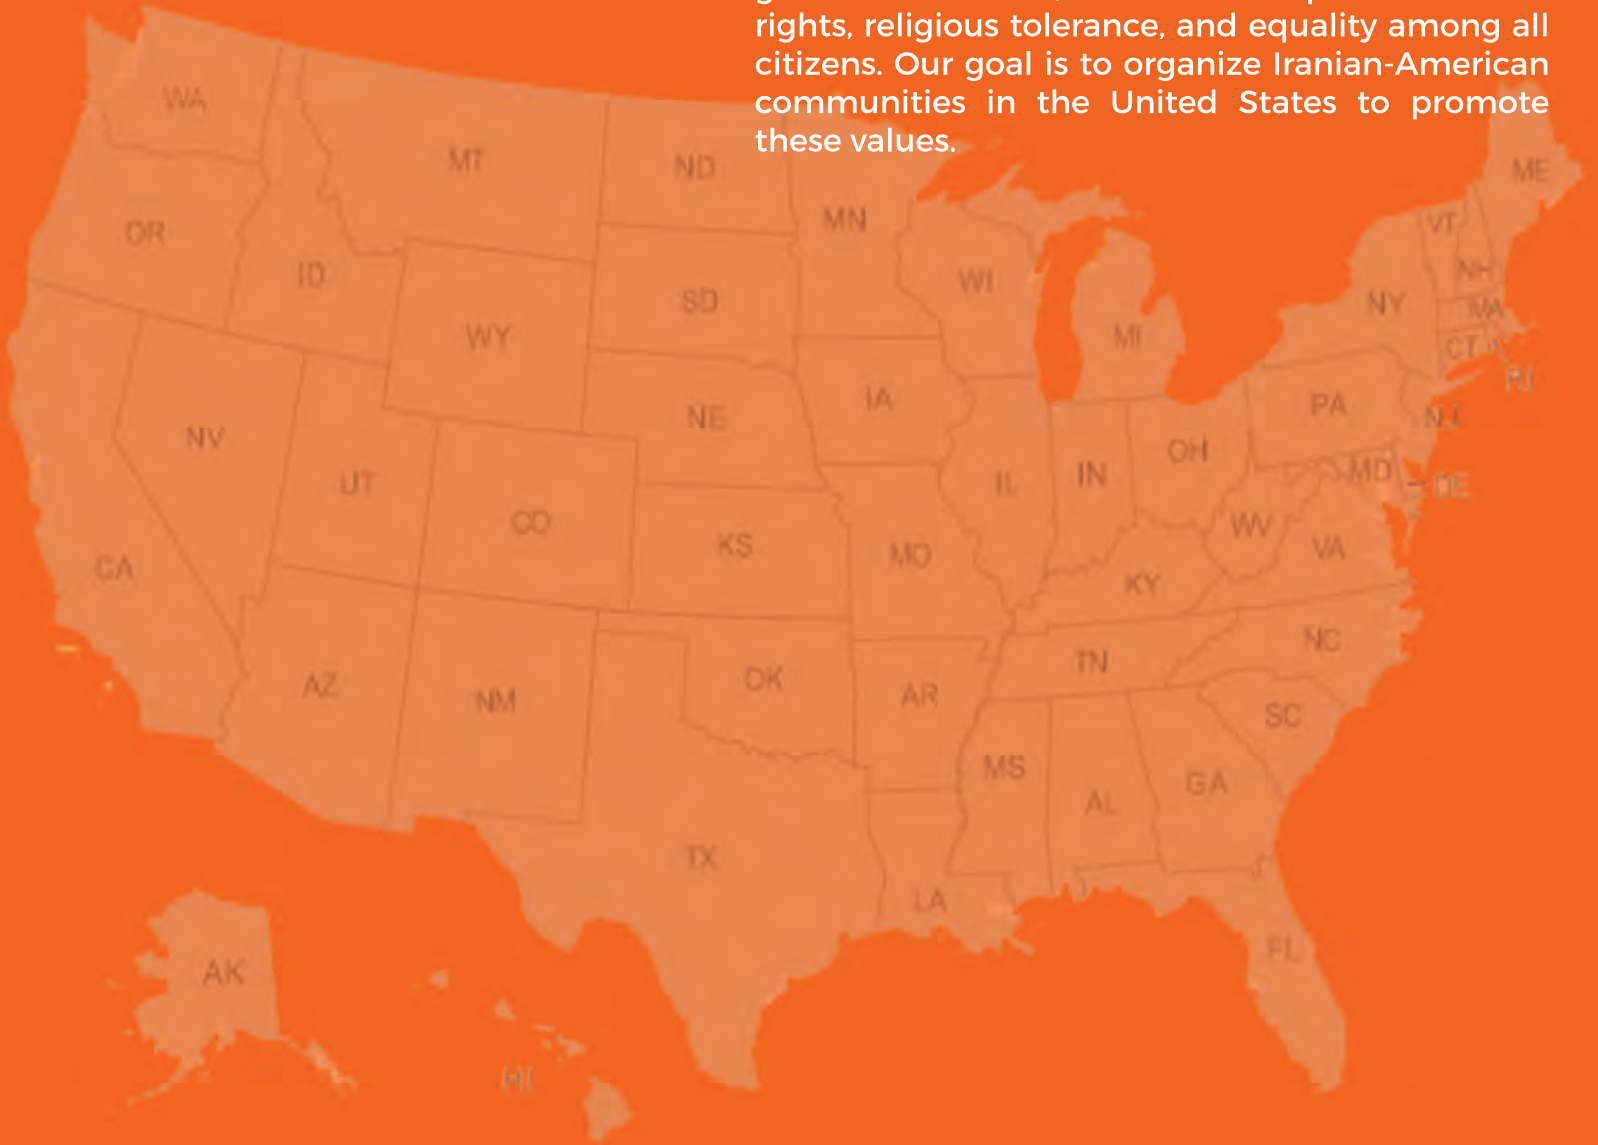 rights, religious tolerance, and equality among all
citizens. Our goal is to organize Iranian-American
communities in the United States to promote
these values.
WA
MT
ND
MN
ME
OR
ID
SD
WI
VT
NH
WY
MI
NY
MA
CT
RI
NV
UT
NE
IA
PA
NJ
CO
IL
IN
OH
MD
DE
CA
KS
MO
WV
VA
KY
AZ
NM
OK
AR
TN
NC
SC
MS
AL
GA
TX
LA
FL
AK
HI